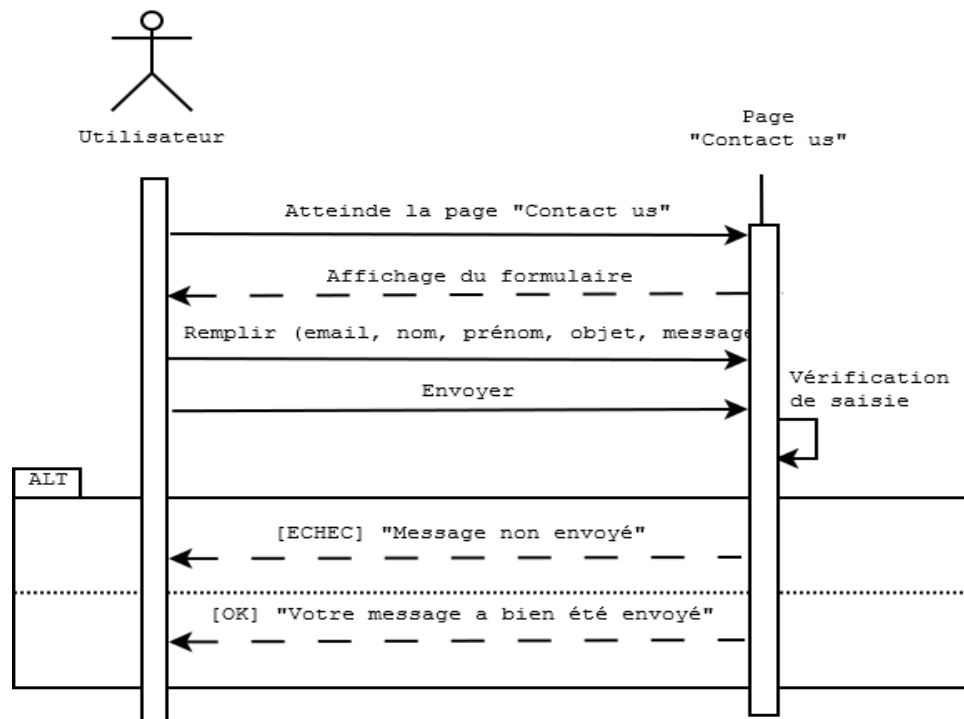 Utilisateur
Page
"Contact us"
Atteinde la page "Contact us"
Affichage du formulaire
Remplir (email, nom, prénom, objet, message
Envoyer
Vérification
de saisie
ALT
[ECHEC] "Message non envoyé"
[OK] "Votre message a bien été envoyé"